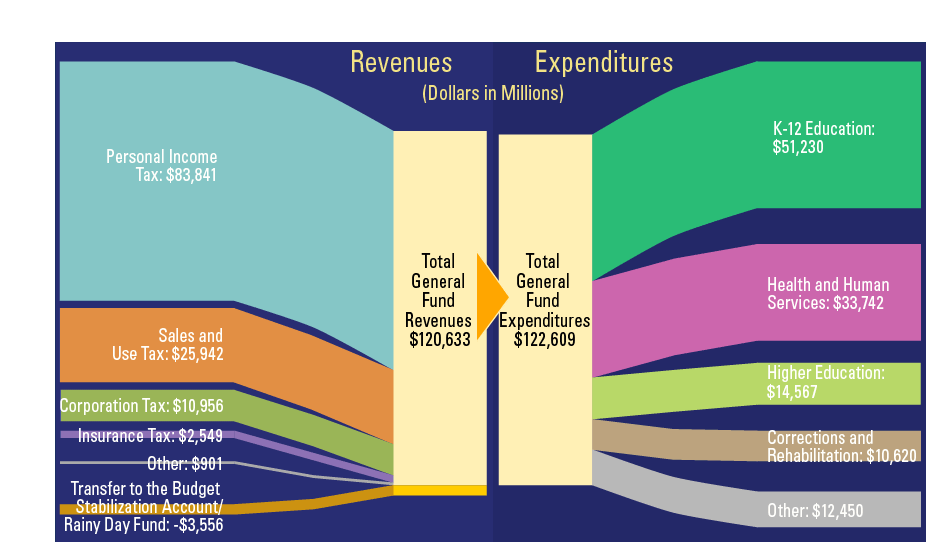 Revenues
Expenditures
(Dollars in Millions)
Personal Income
Tax: $83,841
Sales and
Use Tax: $25,942
Corporation Tax: $10,956
Insurance Tax: $2,549
Other: $901
Transfer to the Budget
Stabilization Account/
Rainy Day Fund: -$3,556
Total
General
Fund
Revenues
$120,633
Total
General
Fund
Expenditures
$122,609
K-12 Education:
$51,230
Health and Human
Services: $33,742
Higher Education:
$14,567
Corrections and
Rehabilitation: $10,620
Other: $12,450